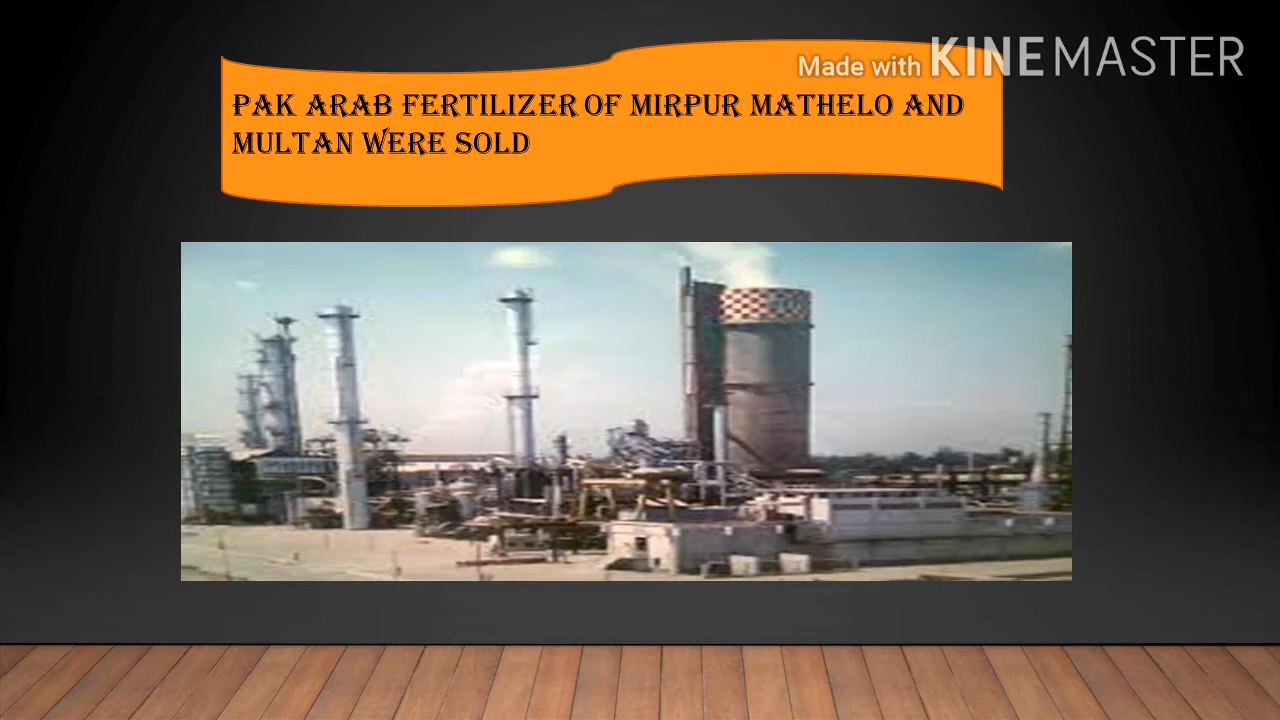 Made with KINEMASTER
PAK ARAB FERTILIZER OF MIRPUR MATHELO AND
MULTAN WERE SOLD